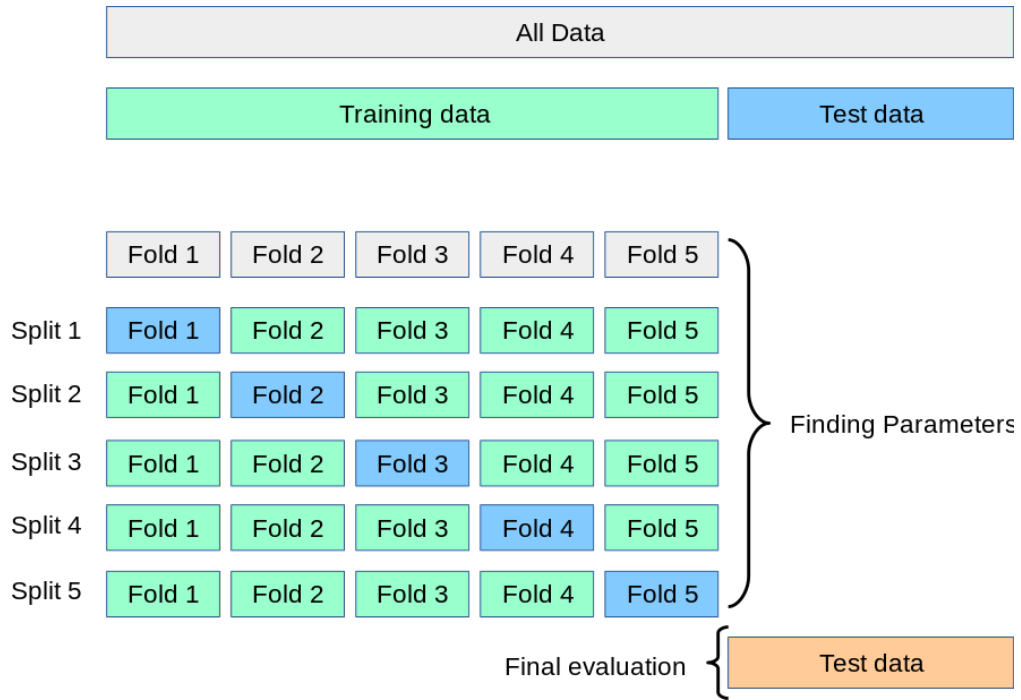 All Data
Training data Test data
Fold 1 Fold 2 Fold 3 Fold 4 Fold 5
Split 1 Fold 1 Fold 2 Fold 3 Fold 4 Fold 5
Split 2 Fold 1 Fold 2 Fold 3 Fold 4 Fold 5
Finding Parameters
Split 3 Fold 1 Fold 2 Fold 3 Fold 4 Fold 5
Split 4 Fold 1 Fold 2 Fold 3 Fold 4 Fold 5
Split 5 Fold 1 Fold 2 Fold 3 Fold 4 Fold 5
Final evaluation Test data